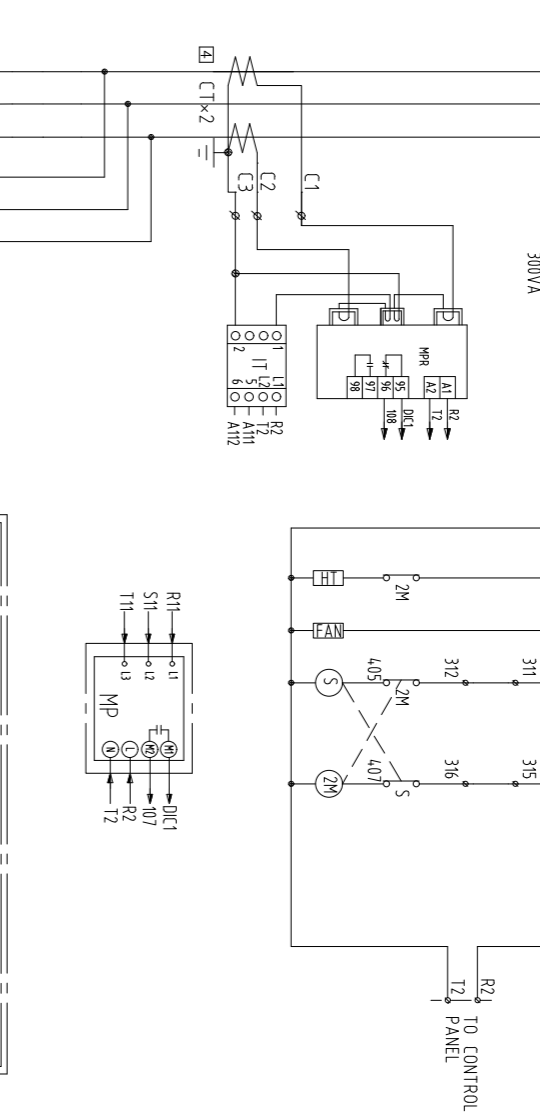 4
CT×2
C1
C2
C3
300VA
MPR
98
97
96
95
A2
A1
108
DIC1
T2
R2
2
1
IT
6
5
L2
L1
A112
A111
T2
R2
HT
2M
FAN
S
405
2M
312
311
2M
407
S
316
315
T11
S11
R11
L3
L2
L1
MP
N
L
M2
M1
T2
R2
107
DIC1
T2
R2
TO CONTROL
PANEL